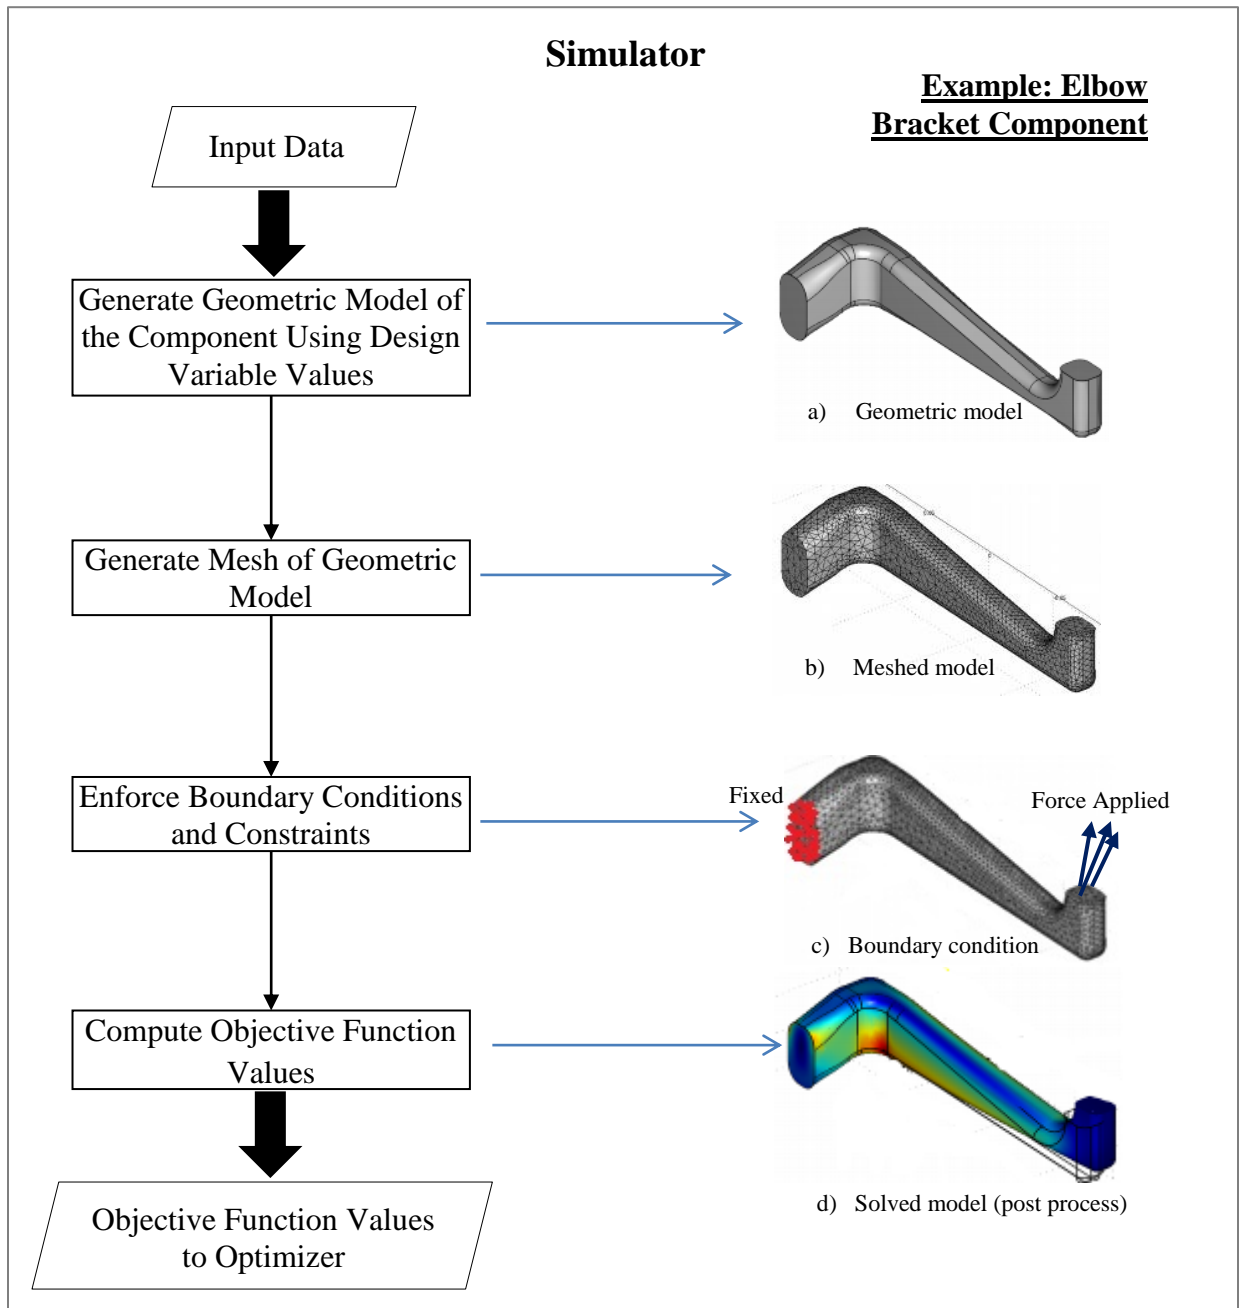 Simulator
Example: Elbow
Bracket Component
Input Data
Generate Geometric Model of
the Component Using Design
Variable Values
a) Geometric model
Generate Mesh of Geometric
Model
b) Meshed model
Enforce Boundary Conditions
and Constraints
Fixed
Force Applied
c) Boundary condition
Compute Objective Function
Values
d) Solved model (post process)
Objective Function Values
to Optimizer